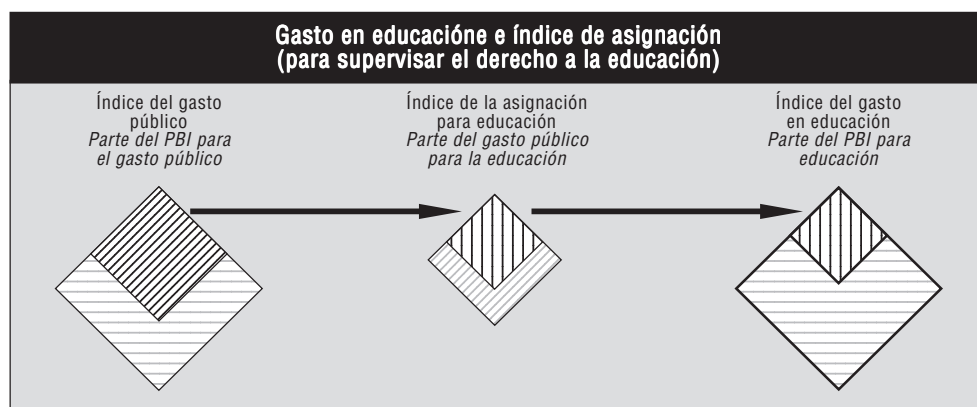 Gasto en educacióne e índice de asignación
(para supervisar el derecho a la educación)
Índice del gasto
público
Parte del PBI para
el gasto público
Índice de la asignación
para educación
Parte del gasto público
para la educación
Índice del gasto
en educación
Parte del PBI para
educación